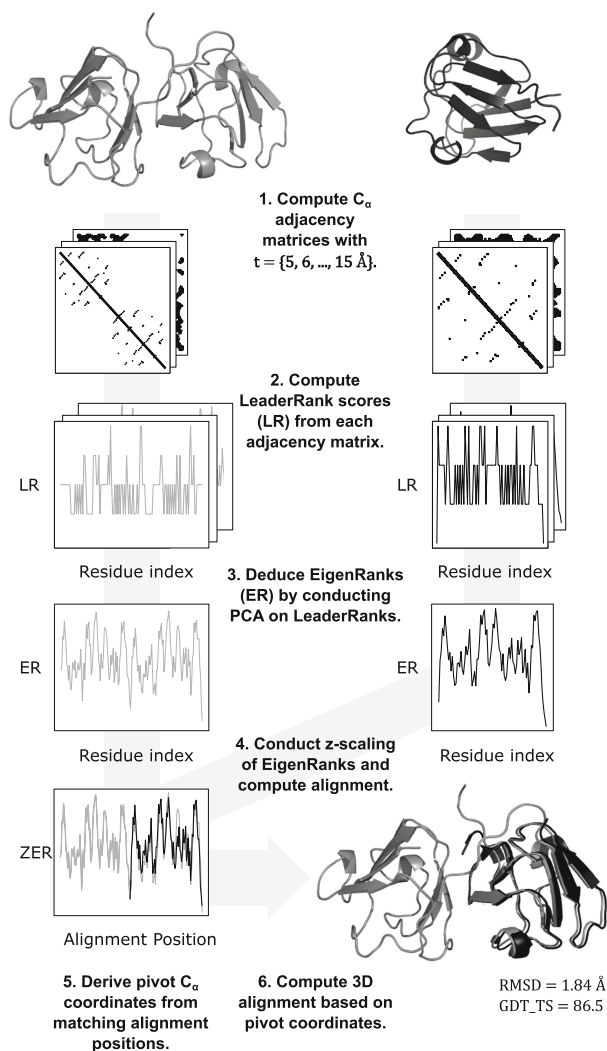 1. Compute Cα
adjacency
matrices with
t = {5, 6, ..., 15 Å}.
2. Compute
LeaderRank scores
(LR) from each
adjacency matrix.
LR
LR
Residue index
Residue index
3. Deduce EigenRanks
(ER) by conducting
PCA on LeaderRanks.
ER
ER
Residue index
Residue index
4. Conduct z-scaling
of EigenRanks and
compute alignment.
ZER
Alignment Position
5. Derive pivot Cα
coordinates from
matching alignment
positions.
6. Compute 3D
alignment based on
pivot coordinates.
RMSD = 1.84 Å
GDT_TS = 86.5